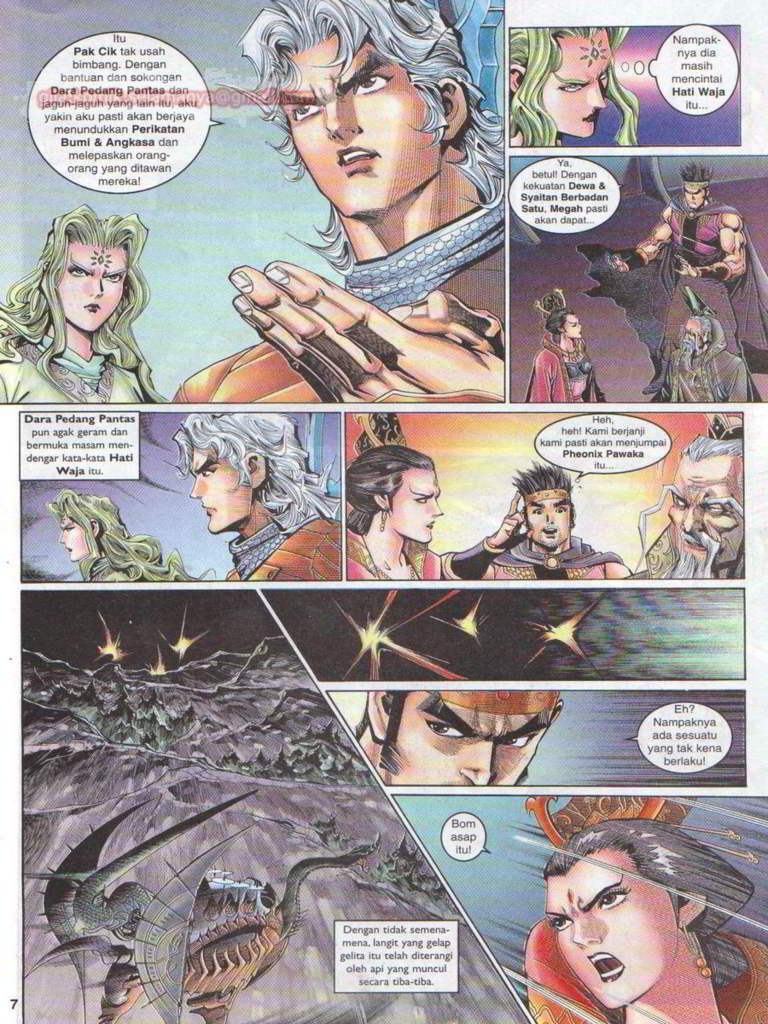 Itu
Pak Cik tak usah
bimbang. Dengan
bantuan dan sokongan
Dara Pedang Pantas dan
jaguh-jaguh yang lain itu, aku
yakin aku pasti akan berjaya
menundukkan Perikatan
Bumi & Angkasa dan
melepaskan orang-
orang yang ditawan
mereka!
Nampak-
nya dia
masih
mencintai
Hati Waja
itu...
Ya,
betul! Dengan
kekuatan Dewa &
Syaitan Berbadan
Satu, Megah pasti
akan dapat...
Dara Pedang Pantas
pun agak geram dan
bermuka masam men-
dengar kata-kata Hati
Waja itu.
Heh,
heh! Kami berjanji
kami pasti akan menjumpai
Pheonix Pawaka
itu...
Eh?
Nampaknya
ada sesuatu
yang tak kena
berlaku!
Bom
asap
itu!
Dengan tidak semena-
mena, langit yang gelap
gelita itu telah diterangi
oleh api yang muncul
secara tiba-tiba.
7